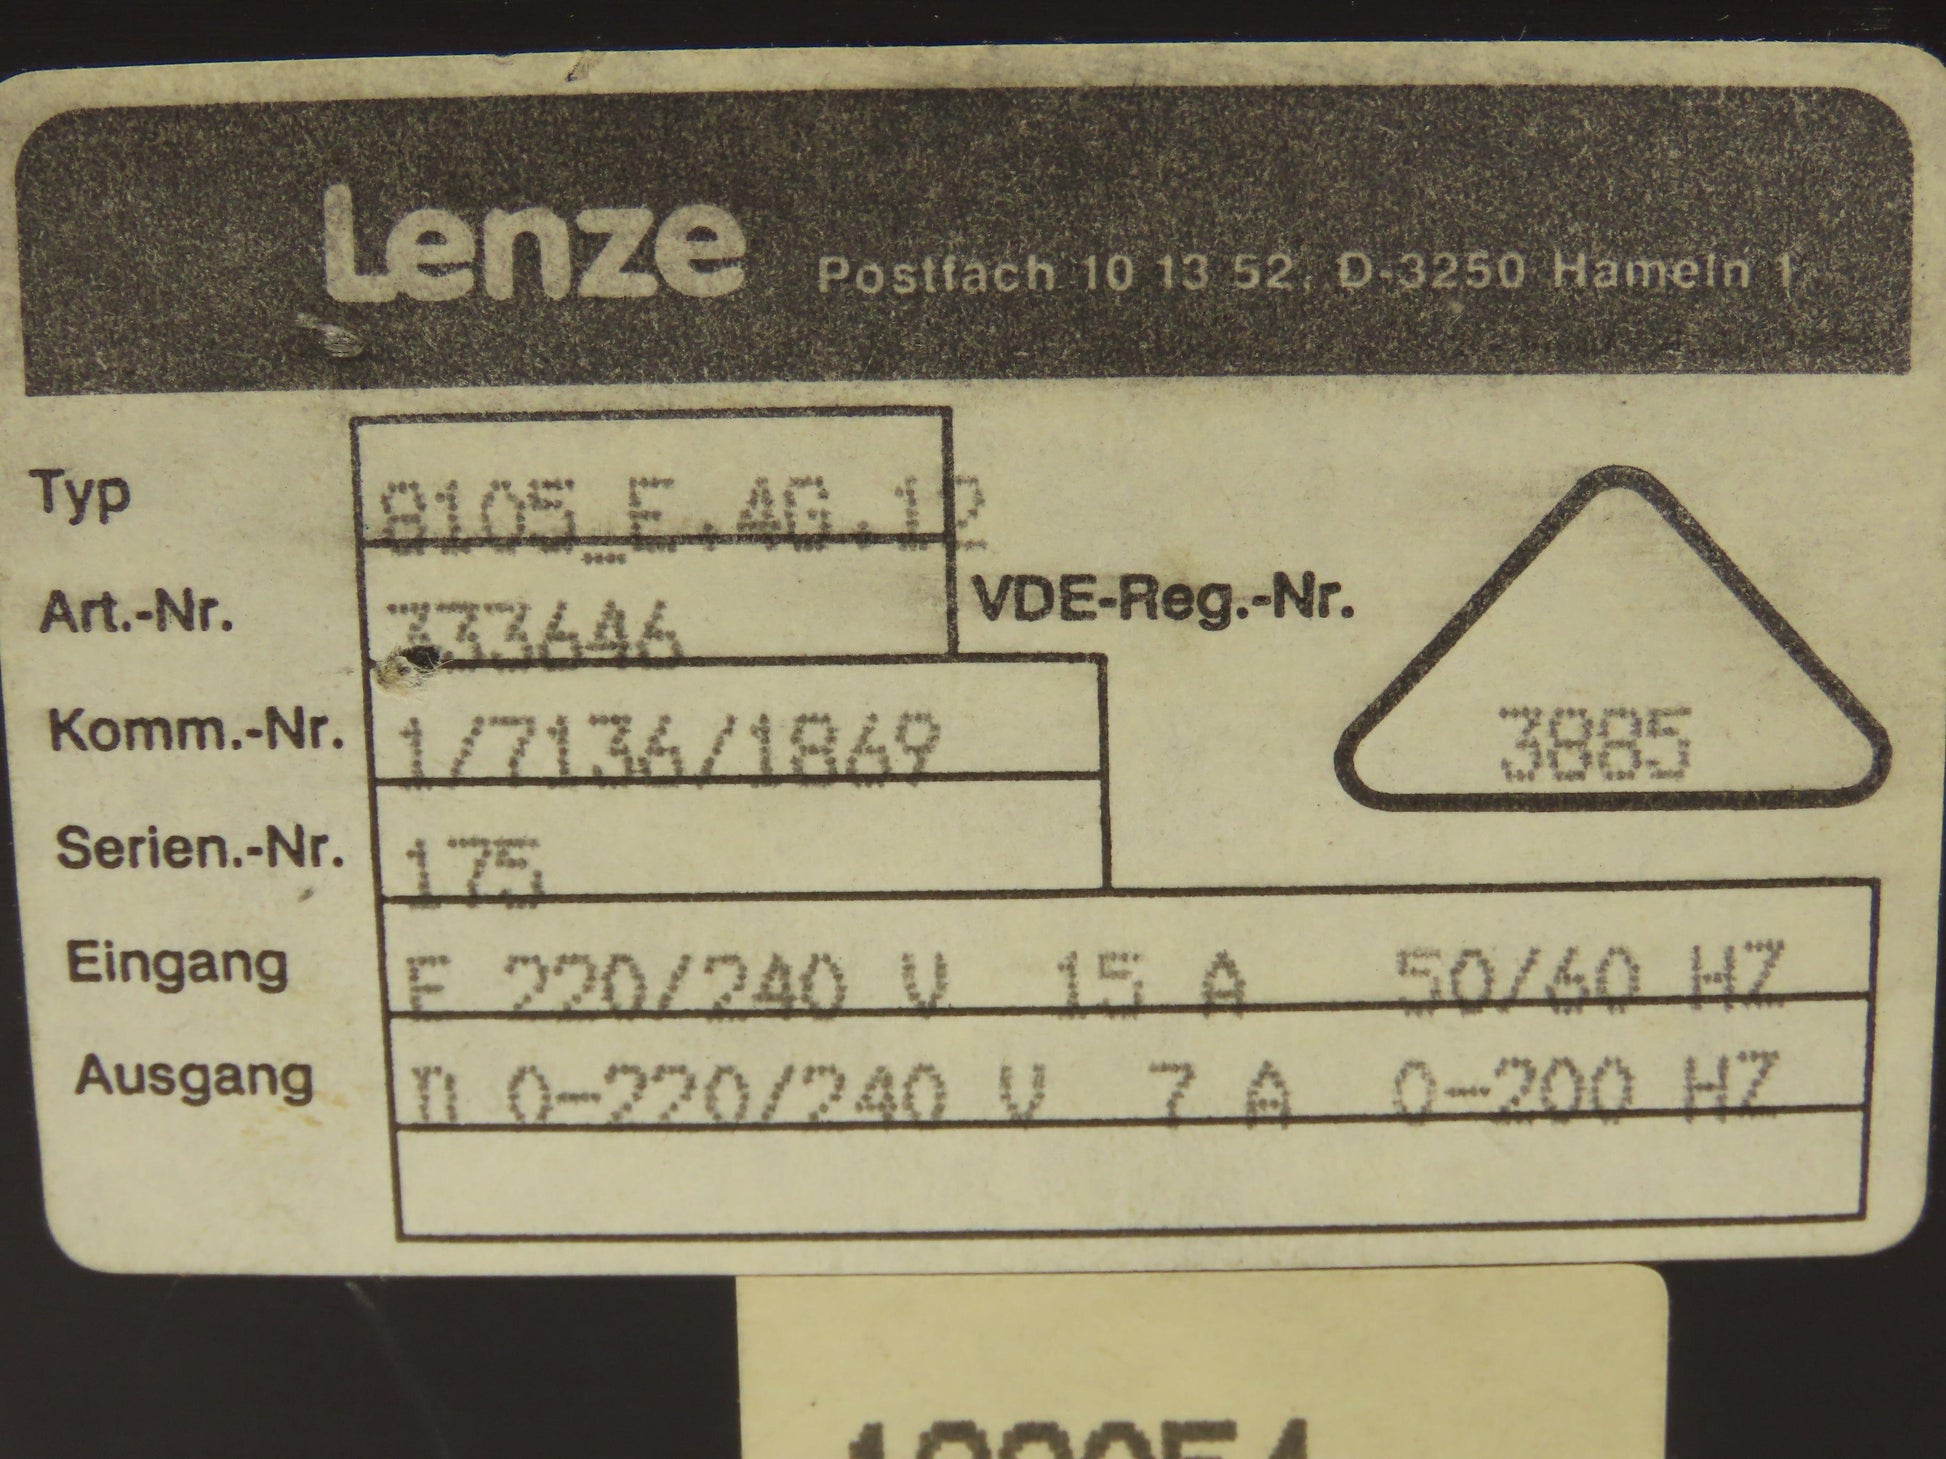 Lenze Postfach 10 13 52, D-3250 Hameln 1
Typ 8105_E.4G.12
Art.-Nr. 333646
VDE-Reg.-Nr. 3885
Komm.-Nr. 1/7136/1869
Serien.-Nr. 175
Eingang E 220/240 V 15 A 50/60 HZ
Ausgang D 0-220/240 V 7 A 0-200 HZ